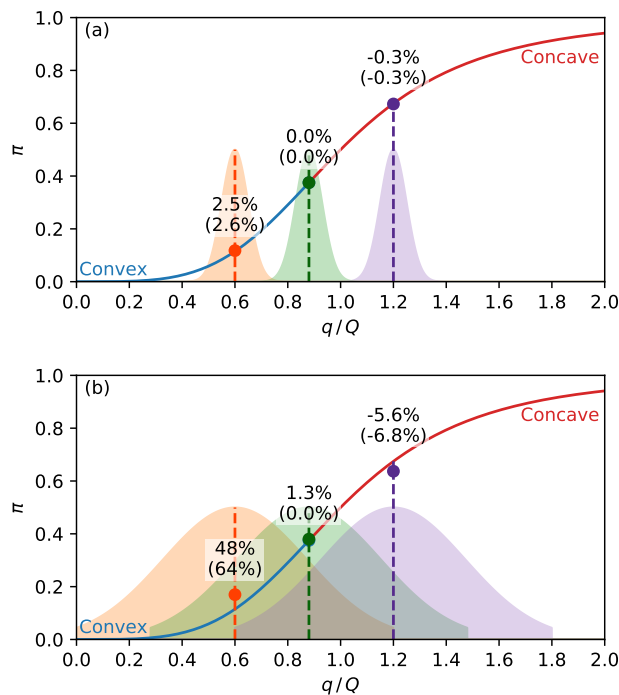 (a)
1.0
-0.3%
(-0.3%)
Concave
0.8
0.6
0.0%
(0.0%)
π
0.4
2.5%
(2.6%)
0.2
Convex
0.0
0.0 0.2 0.4 0.6 0.8 1.0 1.2 1.4 1.6 1.8 2.0
q / Q
(b)
1.0
-5.6%
(-6.8%)
Concave
0.8
0.6
1.3%
(0.0%)
π
0.4
48%
(64%)
0.2
Convex
0.0
0.0 0.2 0.4 0.6 0.8 1.0 1.2 1.4 1.6 1.8 2.0
q / Q